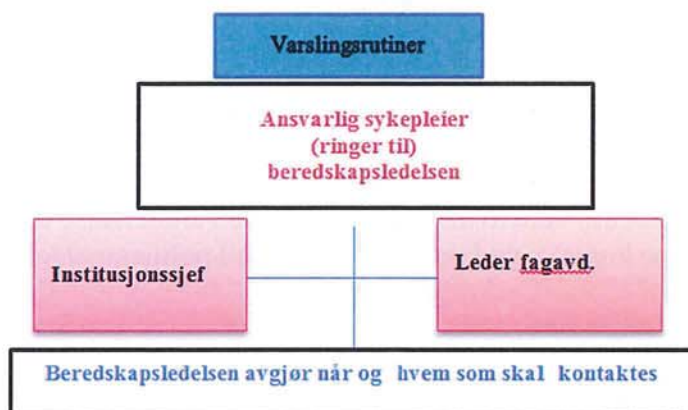 Varslingsrutiner
Ansvarlig sykepleier
(ringer til)
beredskapsledelsen
Institusjonssjef
Leder fagavd.
Beredskapsledelsen avgjør når og hvem som skal kontaktes